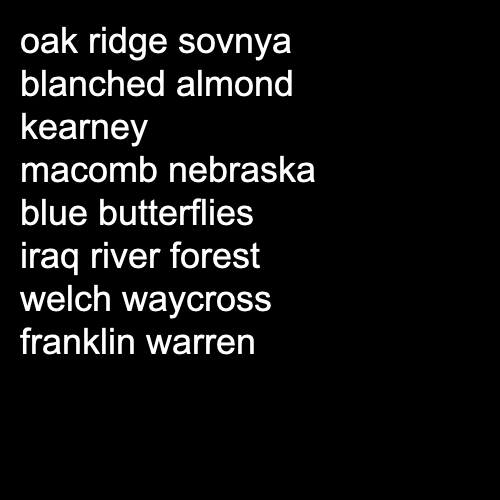 oak ridge sovnya
blanched almond
kearney
macomb nebraska
blue butterflies
iraq river forest
welch waycross
franklin warren